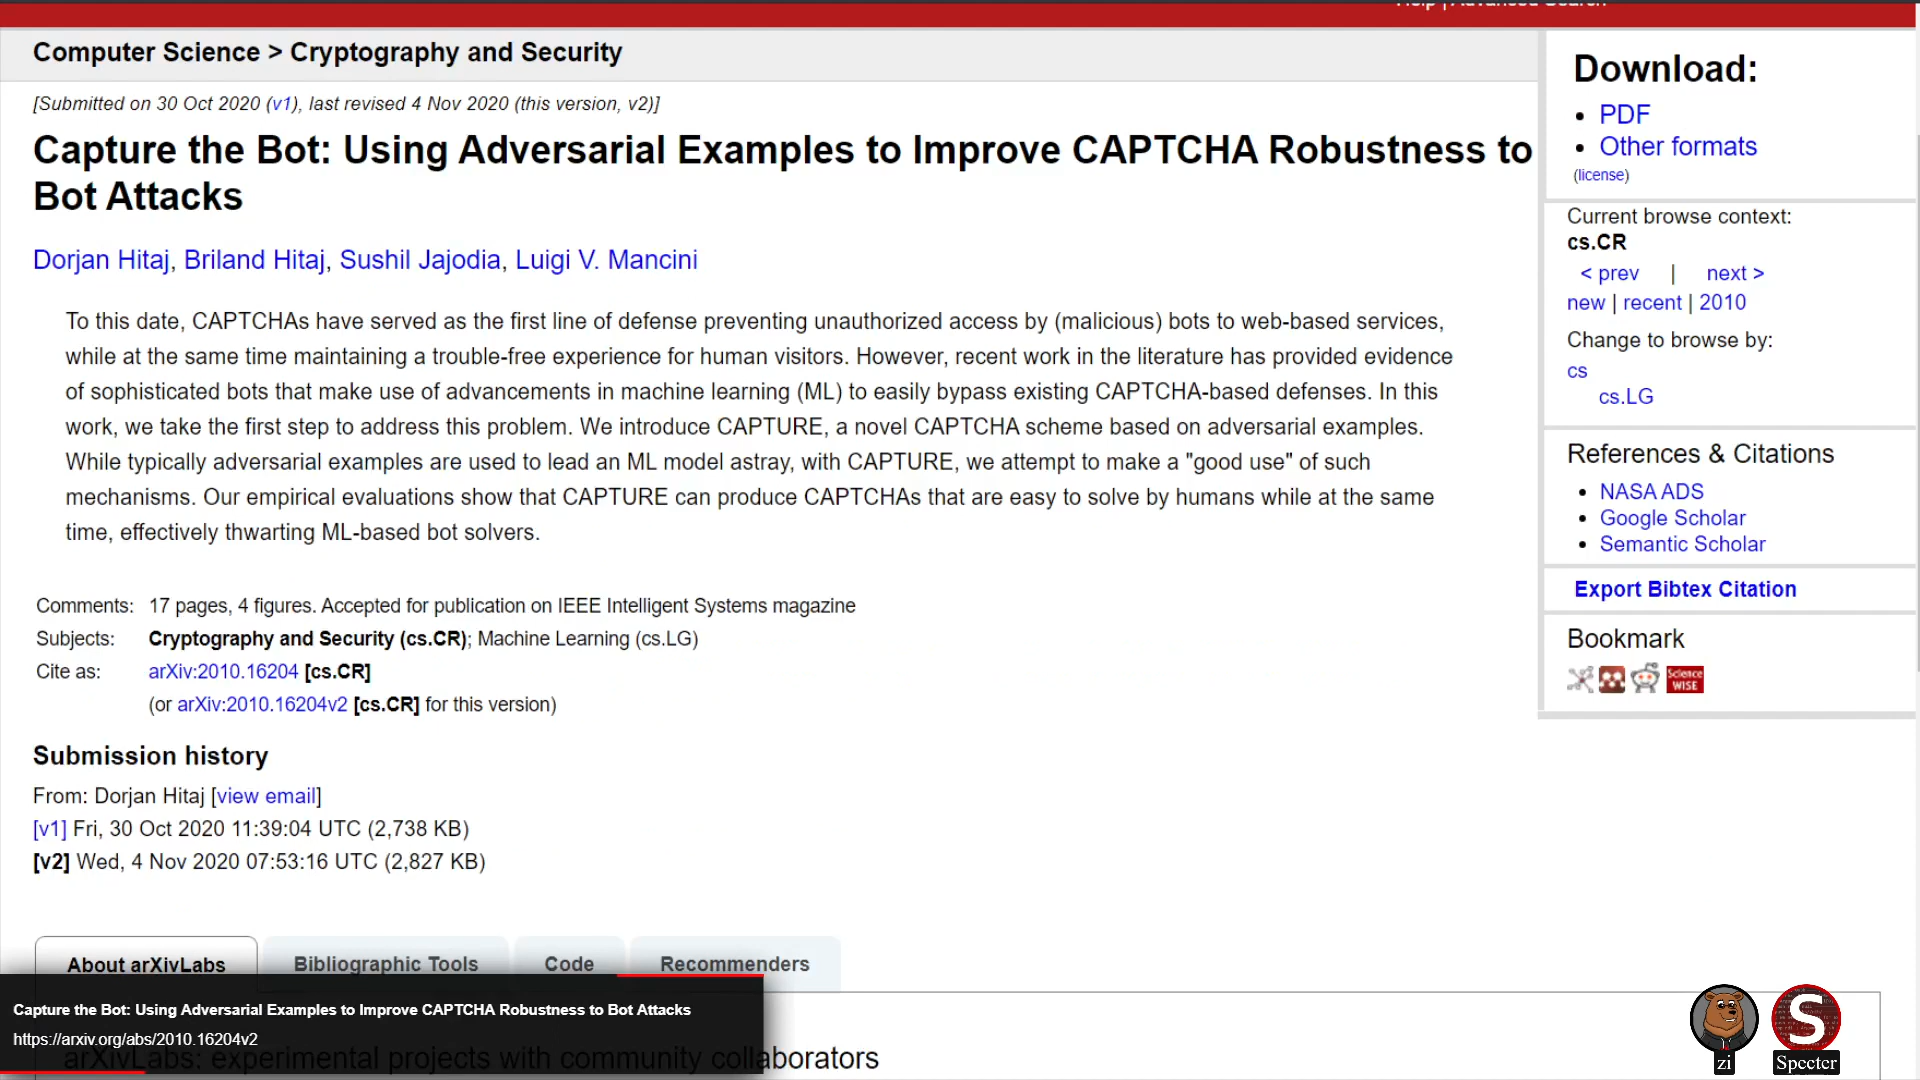 Help | Advanced Search
Computer Science > Cryptography and Security
[Submitted on 30 Oct 2020 (v1), last revised 4 Nov 2020 (this version, v2)]
Capture the Bot: Using Adversarial Examples to Improve CAPTCHA Robustness to
Bot Attacks
Dorjan Hitaj, Briland Hitaj, Sushil Jajodia, Luigi V. Mancini
To this date, CAPTCHAs have served as the first line of defense preventing unauthorized access by (malicious) bots to web-based services,
while at the same time maintaining a trouble-free experience for human visitors. However, recent work in the literature has provided evidence
of sophisticated bots that make use of advancements in machine learning (ML) to easily bypass existing CAPTCHA-based defenses. In this
work, we take the first step to address this problem. We introduce CAPTURE, a novel CAPTCHA scheme based on adversarial examples.
While typically adversarial examples are used to lead an ML model astray, with CAPTURE, we attempt to make a "good use" of such
mechanisms. Our empirical evaluations show that CAPTURE can produce CAPTCHAs that are easy to solve by humans while at the same
time, effectively thwarting ML-based bot solvers.
Comments: 17 pages, 4 figures. Accepted for publication on IEEE Intelligent Systems magazine
Subjects: Cryptography and Security (cs.CR); Machine Learning (cs.LG)
Cite as: arXiv:2010.16204 [cs.CR]
(or arXiv:2010.16204v2 [cs.CR] for this version)
Submission history
From: Dorjan Hitaj [view email]
[v1] Fri, 30 Oct 2020 11:39:04 UTC (2,738 KB)
[v2] Wed, 4 Nov 2020 07:53:16 UTC (2,827 KB)
About arXivLabs
Bibliographic Tools
Code
Recommenders
arXivLabs: experimental projects with community collaborators
Download:
• PDF
• Other formats
(license)
Current browse context:
cs.CR
< prev | next >
new | recent | 2010
Change to browse by:
cs
cs.LG
References & Citations
• NASA ADS
• Google Scholar
• Semantic Scholar
Export Bibtex Citation
Bookmark
Science
WISE
Capture the Bot: Using Adversarial Examples to Improve CAPTCHA Robustness to Bot Attacks
https://arxiv.org/abs/2010.16204v2
S
zi
Specter